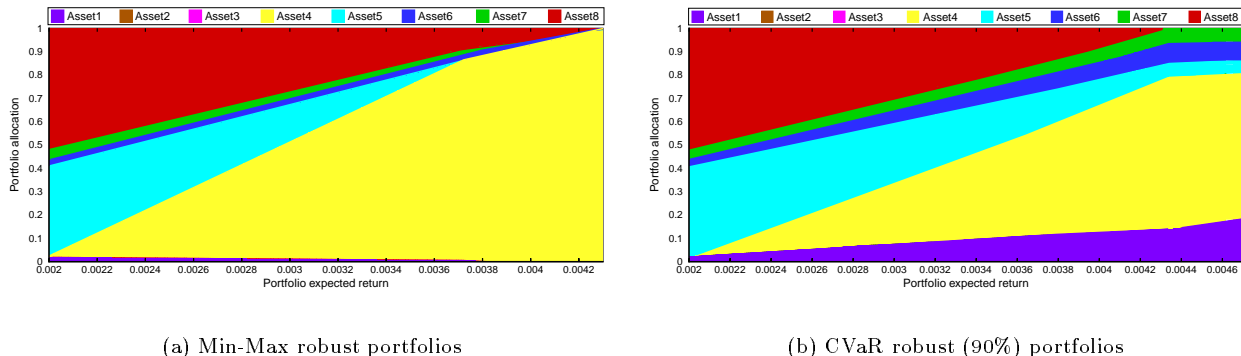 Asset1 Asset2 Asset3 Asset4 Asset5 Asset6 Asset7 Asset8
1
0.9
0.8
0.7
0.6
0.5
0.4
0.3
0.2
0.1
0
Portfolio allocation
0.002 0.0022 0.0024 0.0026 0.0028 0.003 0.0032 0.0034 0.0036 0.0038 0.004 0.0042
Portfolio expected return
(a) Min-Max robust portfolios
Asset1 Asset2 Asset3 Asset4 Asset5 Asset6 Asset7 Asset8
1
0.9
0.8
0.7
0.6
0.5
0.4
0.3
0.2
0.1
0
Portfolio allocation
0.002 0.0022 0.0024 0.0026 0.0028 0.003 0.0032 0.0034 0.0036 0.0038 0.004 0.0042 0.0044 0.0046
Portfolio expected return
(b) CVaR robust (90%) portfolios